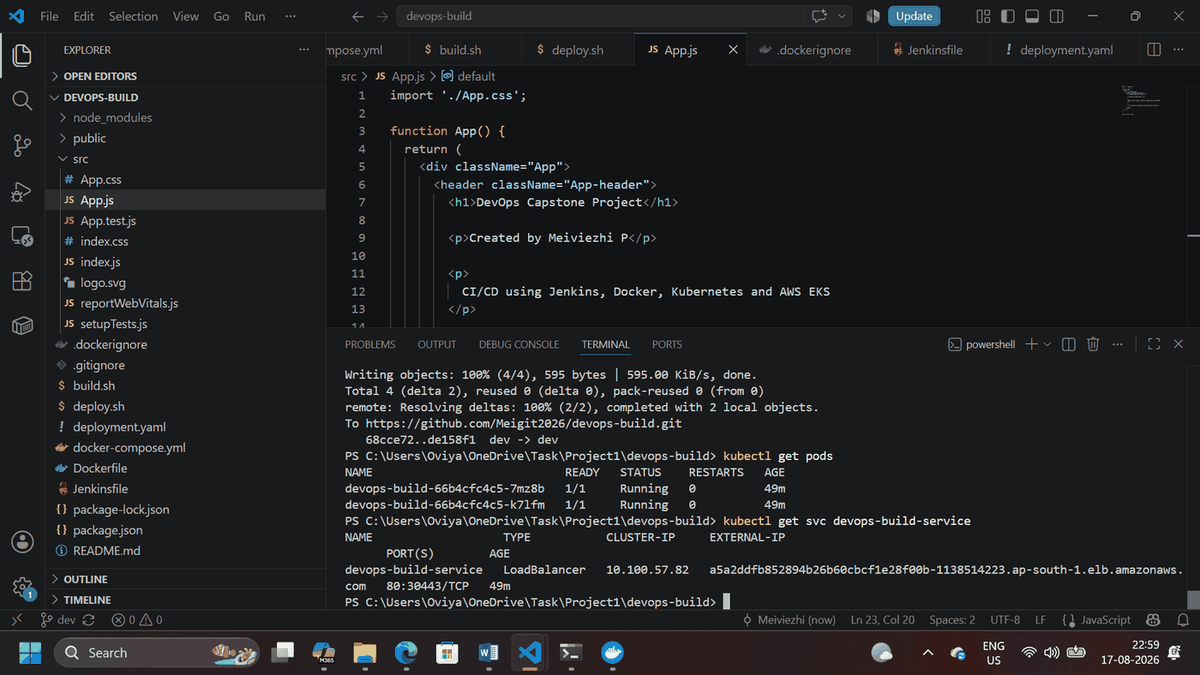 File Edit Selection View Go Run ··· devops-build Update
EXPLORER ···
OPEN EDITORS
DEVOPS-BUILD
node_modules
public
src
# App.css
JS App.js
JS App.test.js
# index.css
JS index.js
logo.svg
JS reportWebVitals.js
JS setupTests.js
.dockerignore
.gitignore
$ build.sh
$ deploy.sh
! deployment.yaml
docker-compose.yml
Dockerfile
Jenkinsfile
{} package-lock.json
{} package.json
README.md
OUTLINE
TIMELINE
1
mpose.yml $ build.sh $ deploy.sh JS App.js .dockerignore Jenkinsfile ! deployment.yaml ···
src > JS App.js > default
1 import './App.css';
2
3 function App() {
4 return (
5 <div className="App">
6 <header className="App-header">
7 <h1>DevOps Capstone Project</h1>
8
9 <p>Created by Meiviezhi P</p>
10
11 <p>
12 CI/CD using Jenkins, Docker, Kubernetes and AWS EKS
13 </p>
14
PROBLEMS OUTPUT DEBUG CONSOLE TERMINAL PORTS powershell ···
Writing objects: 100% (4/4), 595 bytes | 595.00 KiB/s, done.
Total 4 (delta 2), reused 0 (delta 0), pack-reused 0 (from 0)
remote: Resolving deltas: 100% (2/2), completed with 2 local objects.
To https://github.com/Meigit2026/devops-build.git
68cce72..de158f1 dev -> dev
PS C:\Users\Oviya\OneDrive\Task\Project1\devops-build> kubectl get pods
NAME READY STATUS RESTARTS AGE
devops-build-66b4cfc4c5-7mz8b 1/1 Running 0 49m
devops-build-66b4cfc4c5-k7lfm 1/1 Running 0 49m
PS C:\Users\Oviya\OneDrive\Task\Project1\devops-build> kubectl get svc devops-build-service
NAME TYPE CLUSTER-IP EXTERNAL-IP
PORT(S) AGE
devops-build-service LoadBalancer 10.100.57.82 a5a2ddfb852894b26b60cbcf1e28f00b-1138514223.ap-south-1.elb.amazonaws.
com 80:30443/TCP 49m
PS C:\Users\Oviya\OneDrive\Task\Project1\devops-build>
dev 0 0 Meiviezhi (now) Ln 23, Col 20 Spaces: 2 UTF-8 LF {} JavaScript
Search M365 ENG 22:59
US 17-08-2026